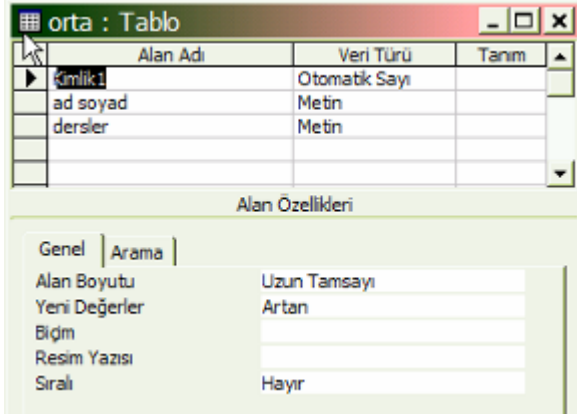 orta : Tablo
Alan Adı Veri Türü Tanım
Kimlik1 Otomatik Sayı
ad soyad Metin
dersler Metin
Alan Özellikleri
Genel Arama
Alan Boyutu Uzun Tamsayı
Yeni Değerler Artan
Biçim
Resim Yazısı
Sıralı Hayır